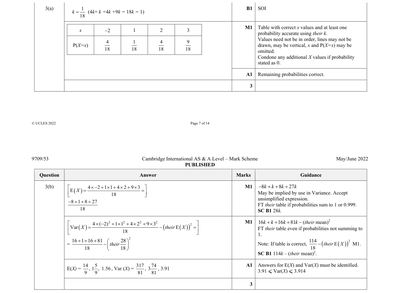 3(a)
k = 1/18 (4k + k + 4k + 9k = 18k = 1)
B1 SOI
x −2 1 2 3
P(X=x) 4/18 1/18 4/18 9/18
M1 Table with correct x values and at least one
probability accurate using their k.
Values need not be in order, lines may not be
drawn, may be vertical, x and P(X=x) may be
omitted.
Condone any additional X values if probability
stated as 0.
A1 Remaining probabilities correct.
3
© UCLES 2022 Page 7 of 14
9709/53 Cambridge International AS & A Level – Mark Scheme May/June 2022
PUBLISHED
Question Answer Marks Guidance
3(b)
[E(X) =] (4×−2+1×1+4×2+9×3)/18
(−8+1+8+27)/18
M1 −8k + k + 8k + 27k
May be implied by use in Variance. Accept
unsimplified expression.
FT their table if probabilities sum to 1 or 0.999.
SC B1 28k.
[Var(X) =] (4×(−2)²+1×1²+4×2²+9×3²)/18 − (their E(X))²
= (16+1+16+81)/18 − (their 28/18)²
M1 16k + k + 16k + 81k – (their mean)²
FT their table even if probabilities not summing to
1.
Note: If table is correct, 114/18 − (their E(X))² M1.
SC B1 114k – (their mean)².
E(X) = 14/9, 1 5/9, 1.56, Var (X) = 317/81, 3 74/81, 3.91
A1 Answers for E(X) and Var(X) must be identified.
3.91 ⩽ Var(X) ⩽ 3.914
3